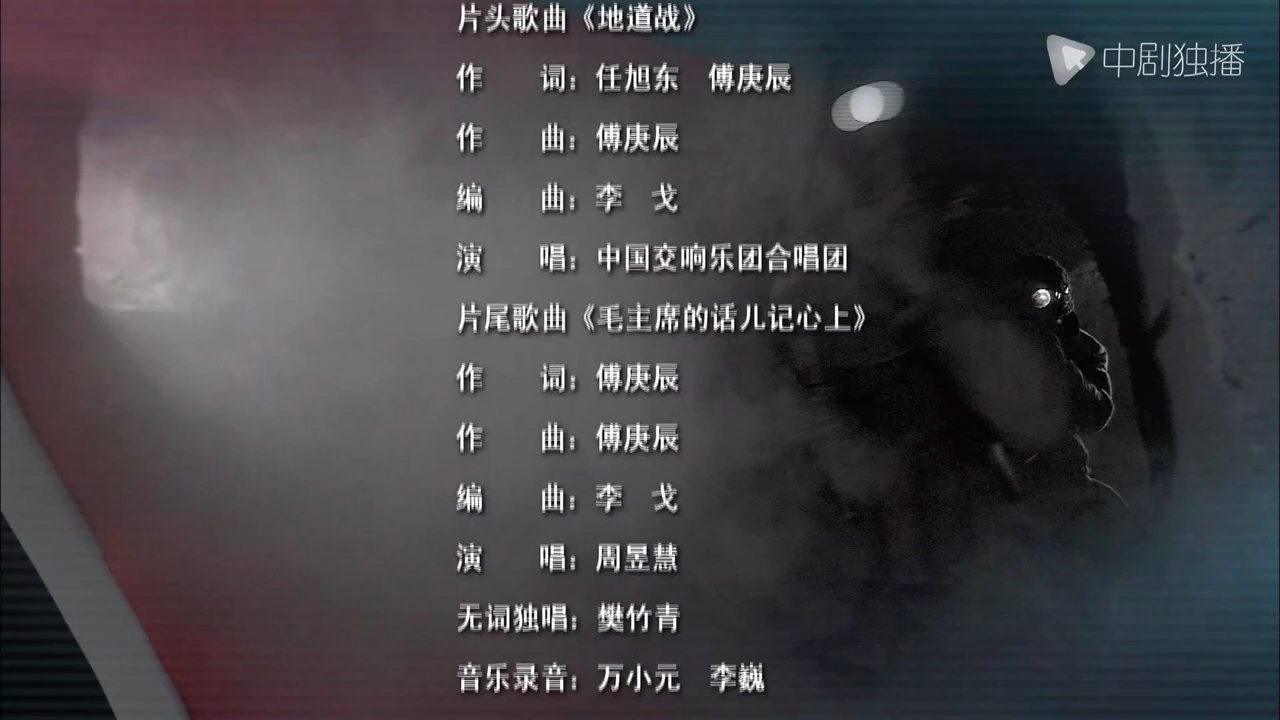 片头歌曲《地道战》
中剧独播
作 词：任旭东 傅庚辰
作 曲：傅庚辰
编 曲：李 戈
演 唱：中国交响乐团合唱团
片尾歌曲《毛主席的话儿记心上》
作 词：傅庚辰
作 曲：傅庚辰
编 曲：李 戈
演 唱：周昱慧
无词独唱：樊竹青
音乐录音：万小元 李巍